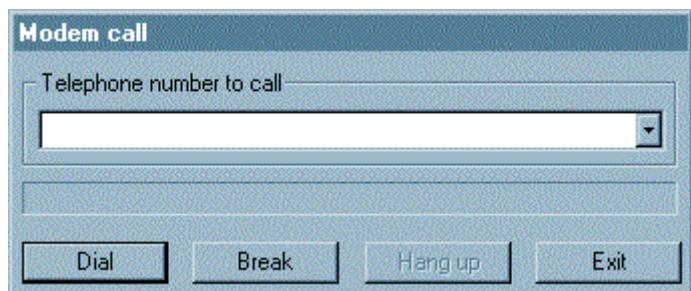 Modem call
Telephone number to call
Dial Break Hang up Exit